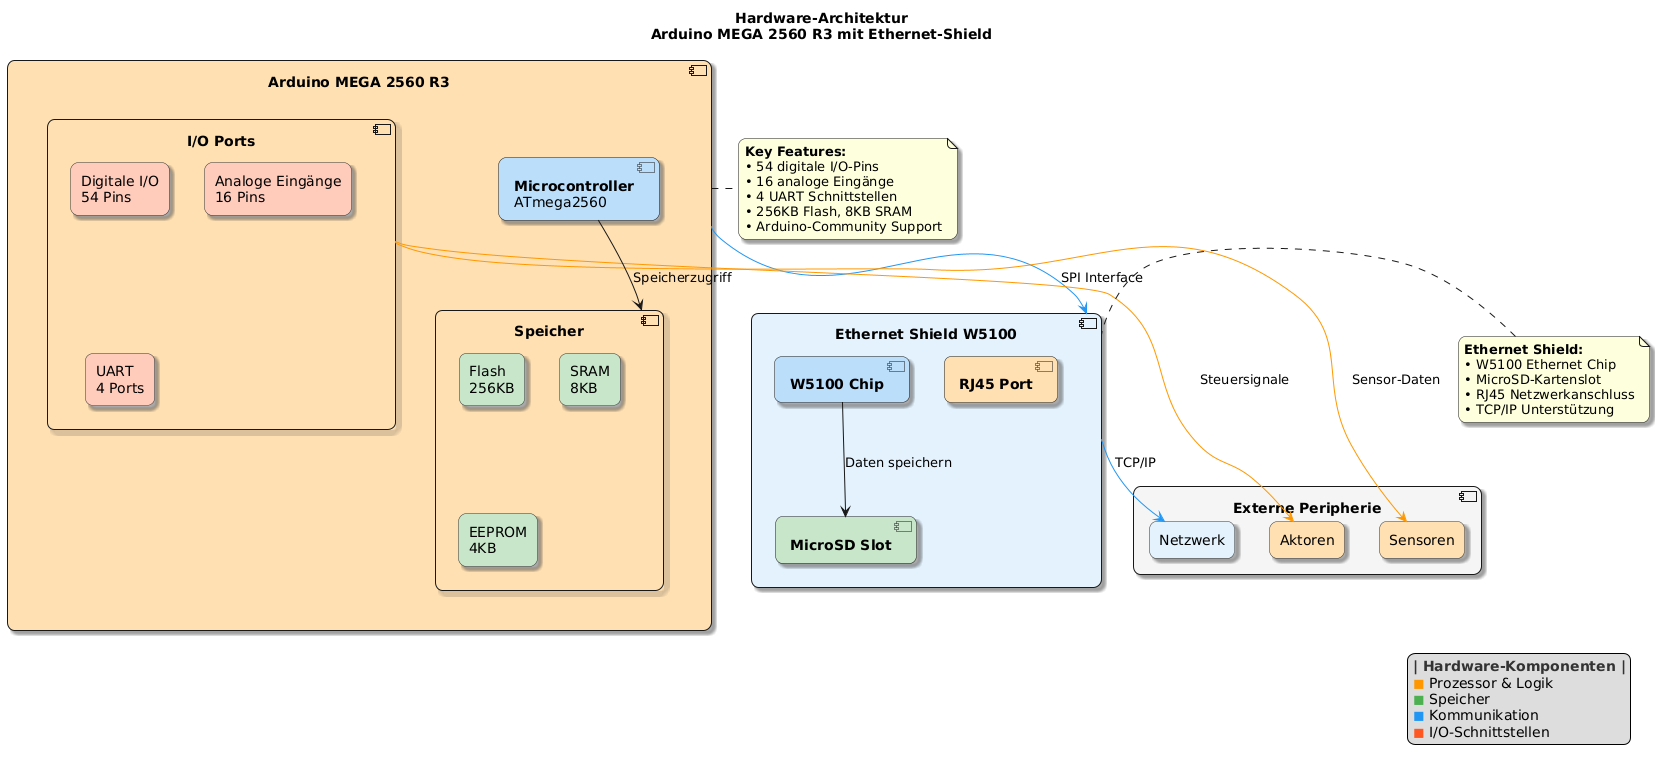 Hardware-Architektur
Arduino MEGA 2560 R3 mit Ethernet-Shield
Arduino MEGA 2560 R3
I/O Ports
Digitale I/O
54 Pins
Analoge Eingänge
16 Pins
UART
4 Ports
Microcontroller
ATmega2560
Speicherzugriff
Speicher
Flash
256KB
SRAM
8KB
EEPROM
4KB
Key Features:
• 54 digitale I/O-Pins
• 16 analoge Eingänge
• 4 UART Schnittstellen
• 256KB Flash, 8KB SRAM
• Arduino-Community Support
SPI Interface
Ethernet Shield W5100
W5100 Chip
RJ45 Port
Daten speichern
MicroSD Slot
TCP/IP
Steuersignale
Sensor-Daten
Ethernet Shield:
• W5100 Ethernet Chip
• MicroSD-Kartenslot
• RJ45 Netzwerkanschluss
• TCP/IP Unterstützung
Externe Peripherie
Netzwerk
Aktoren
Sensoren
| Hardware-Komponenten |
Prozessor & Logik
Speicher
Kommunikation
I/O-Schnittstellen